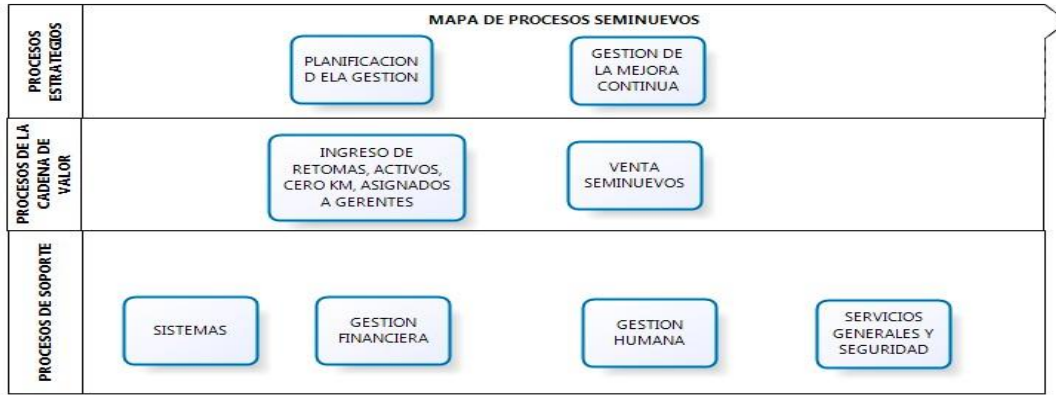 MAPA DE PROCESOS SEMINUEVOS
PROCESOS
ESTRATEGIOS
PLANIFICACION
D ELA GESTION
GESTION DE
LA MEJORA
CONTINUA
PROCESOS DE LA
CADENA DE
VALOR
INGRESO DE
RETOMAS, ACTIVOS,
CERO KM, ASIGNADOS
A GERENTES
VENTA
SEMINUEVOS
PROCESOS DE SOPORTE
SISTEMAS
GESTION
FINANCIERA
GESTION
HUMANA
SERVICIOS
GENERALES Y
SEGURIDAD